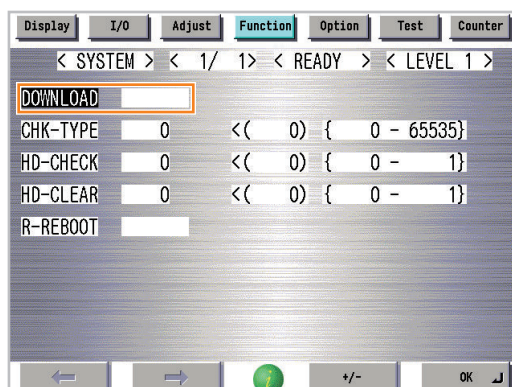 Display I/O Adjust Function Option Test Counter
< SYSTEM > < 1/ 1> < READY > < LEVEL 1 >
DOWNLOAD
CHK-TYPE 0 <( 0) { 0 - 65535}
HD-CHECK 0 <( 0) { 0 - 1}
HD-CLEAR 0 <( 0) { 0 - 1}
R-REBOOT
+/- OK